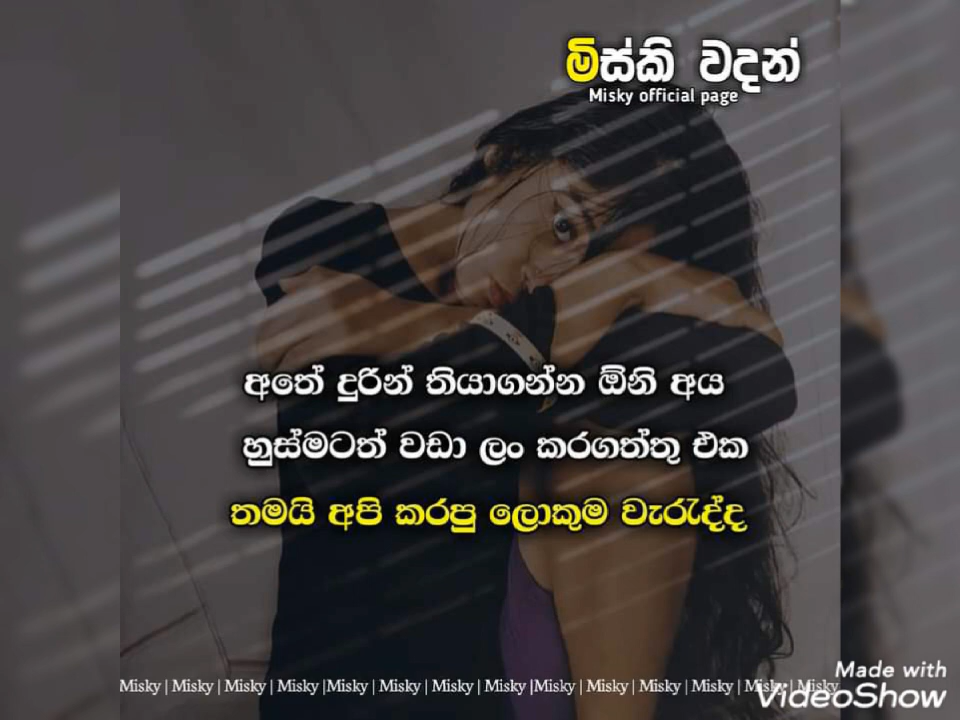 මිස්කි වදන්
Misky official page
අතේ දුරින් තියාගන්න ඕනි අය
හුස්මටත් වඩා ලං කරගත්තු එක
තමයි අපි කරපු ලොකුම වැරැද්ද
Made with
VideoShow
Misky | Misky | Misky | Misky |Misky | Misky | Misky | Misky |Misky | Misky | Misky | Misky | Misky | Misky